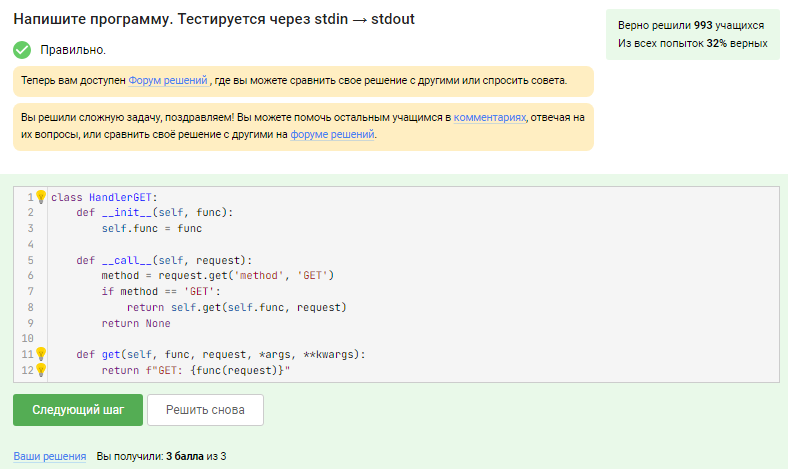 Напишите программу. Тестируется через stdin → stdout
Верно решили 993 учащихся
Из всех попыток 32% верных
Правильно.
Теперь вам доступен Форум решений , где вы можете сравнить свое решение с другими или спросить совета.
Вы решили сложную задачу, поздравляем! Вы можете помочь остальным учащимся в комментариях, отвечая на
их вопросы, или сравнить своё решение с другими на форуме решений.
1 class HandlerGET:
2     def __init__(self, func):
3         self.func = func
4
5     def __call__(self, request):
6         method = request.get('method', 'GET')
7         if method == 'GET':
8             return self.get(self.func, request)
9         return None
10
11     def get(self, func, request, *args, **kwargs):
12         return f"GET: {func(request)}"
Следующий шаг
Решить снова
Ваши решения Вы получили: 3 балла из 3